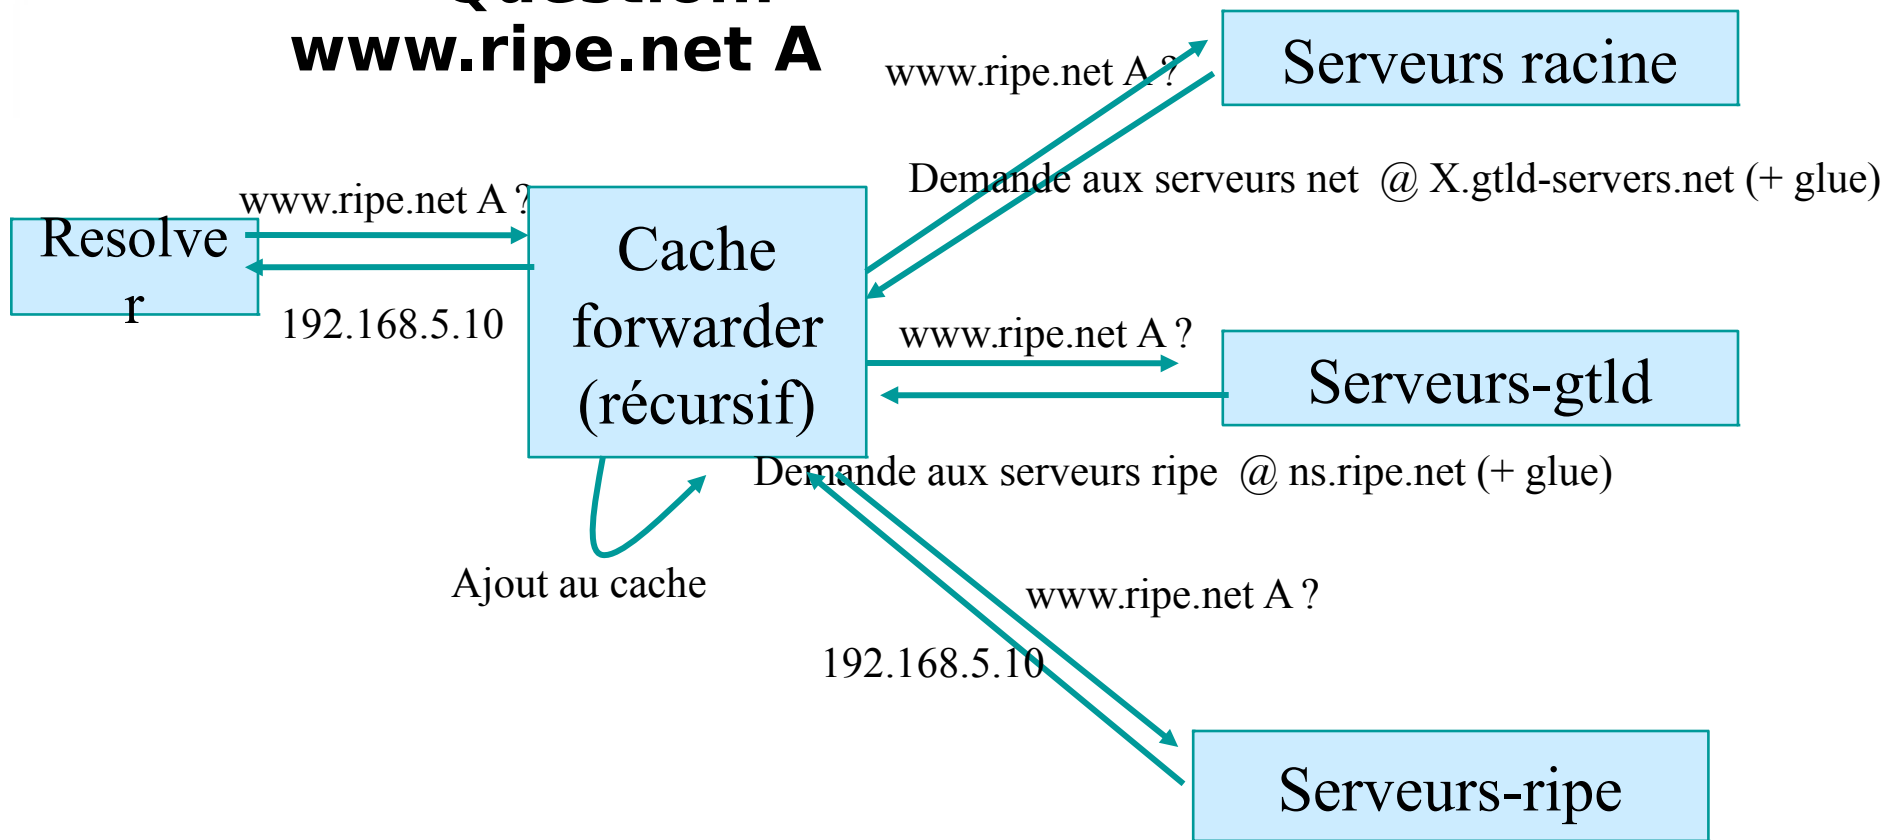 Question:
www.ripe.net A
www.ripe.net A ?
Serveurs racine
Demande aux serveurs net @ X.gtld-servers.net (+ glue)
www.ripe.net A ?
Resolve
r
192.168.5.10
Cache
forwarder
(récursif)
www.ripe.net A ?
Serveurs-gtld
Demande aux serveurs ripe @ ns.ripe.net (+ glue)
Ajout au cache
www.ripe.net A ?
192.168.5.10
Serveurs-ripe